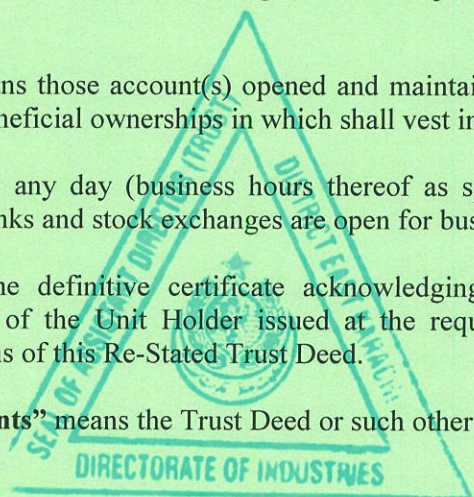 ns those account(s) opened and maintai
neficial ownerships in which shall vest in
any day (business hours thereof as s
nks and stock exchanges are open for bus
ne definitive certificate acknowledging
of the Unit Holder issued at the requ
ns of this Re-Stated Trust Deed.
nts” means the Trust Deed or such other
SEAL OF ASSISTANT DIRECTOR (TRUST)
DISTRICT EAST KARACHI
DIRECTORATE OF INDUSTRIES